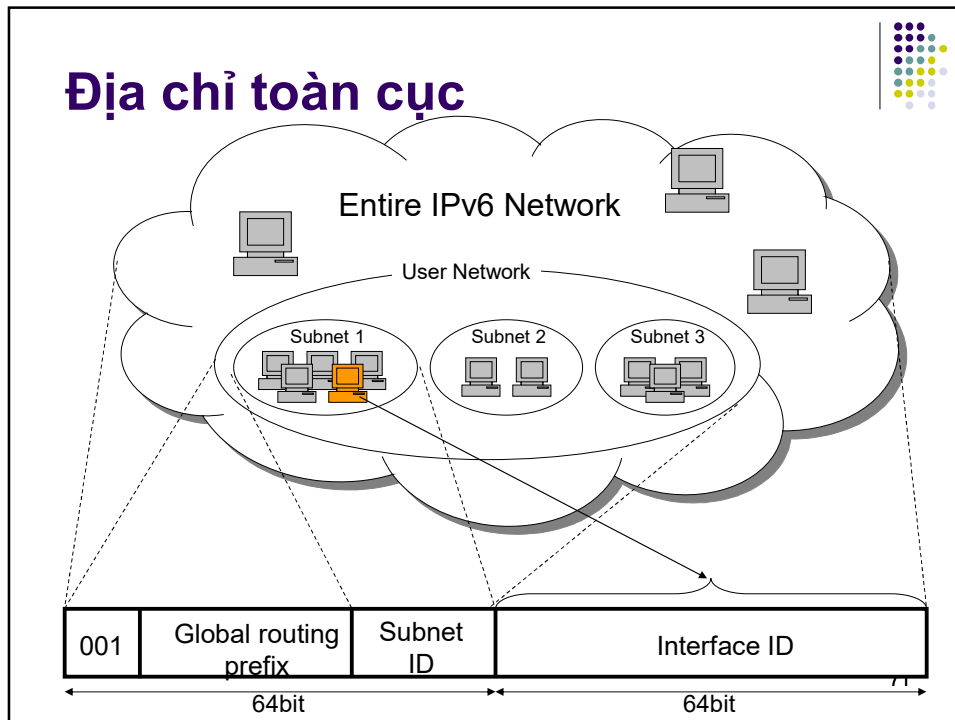 Địa chỉ toàn cục
Entire IPv6 Network
User Network
Subnet 1
Subnet 2
Subnet 3
001
Global routing
prefix
Subnet
ID
Interface ID
64bit
64bit